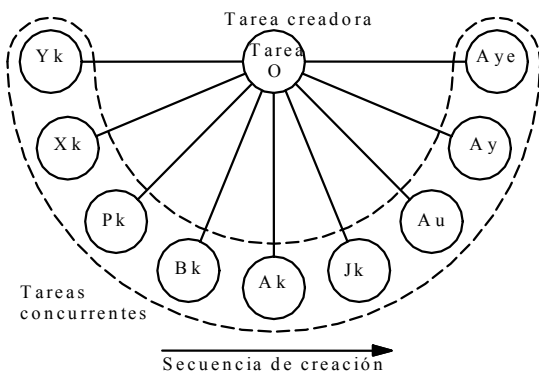 Tarea creadora
Tarea
O
Yk
Aye
Xk
Ay
Pk
Au
Bk
Ak
Jk
Tareas
concurrentes
Secuencia de creación